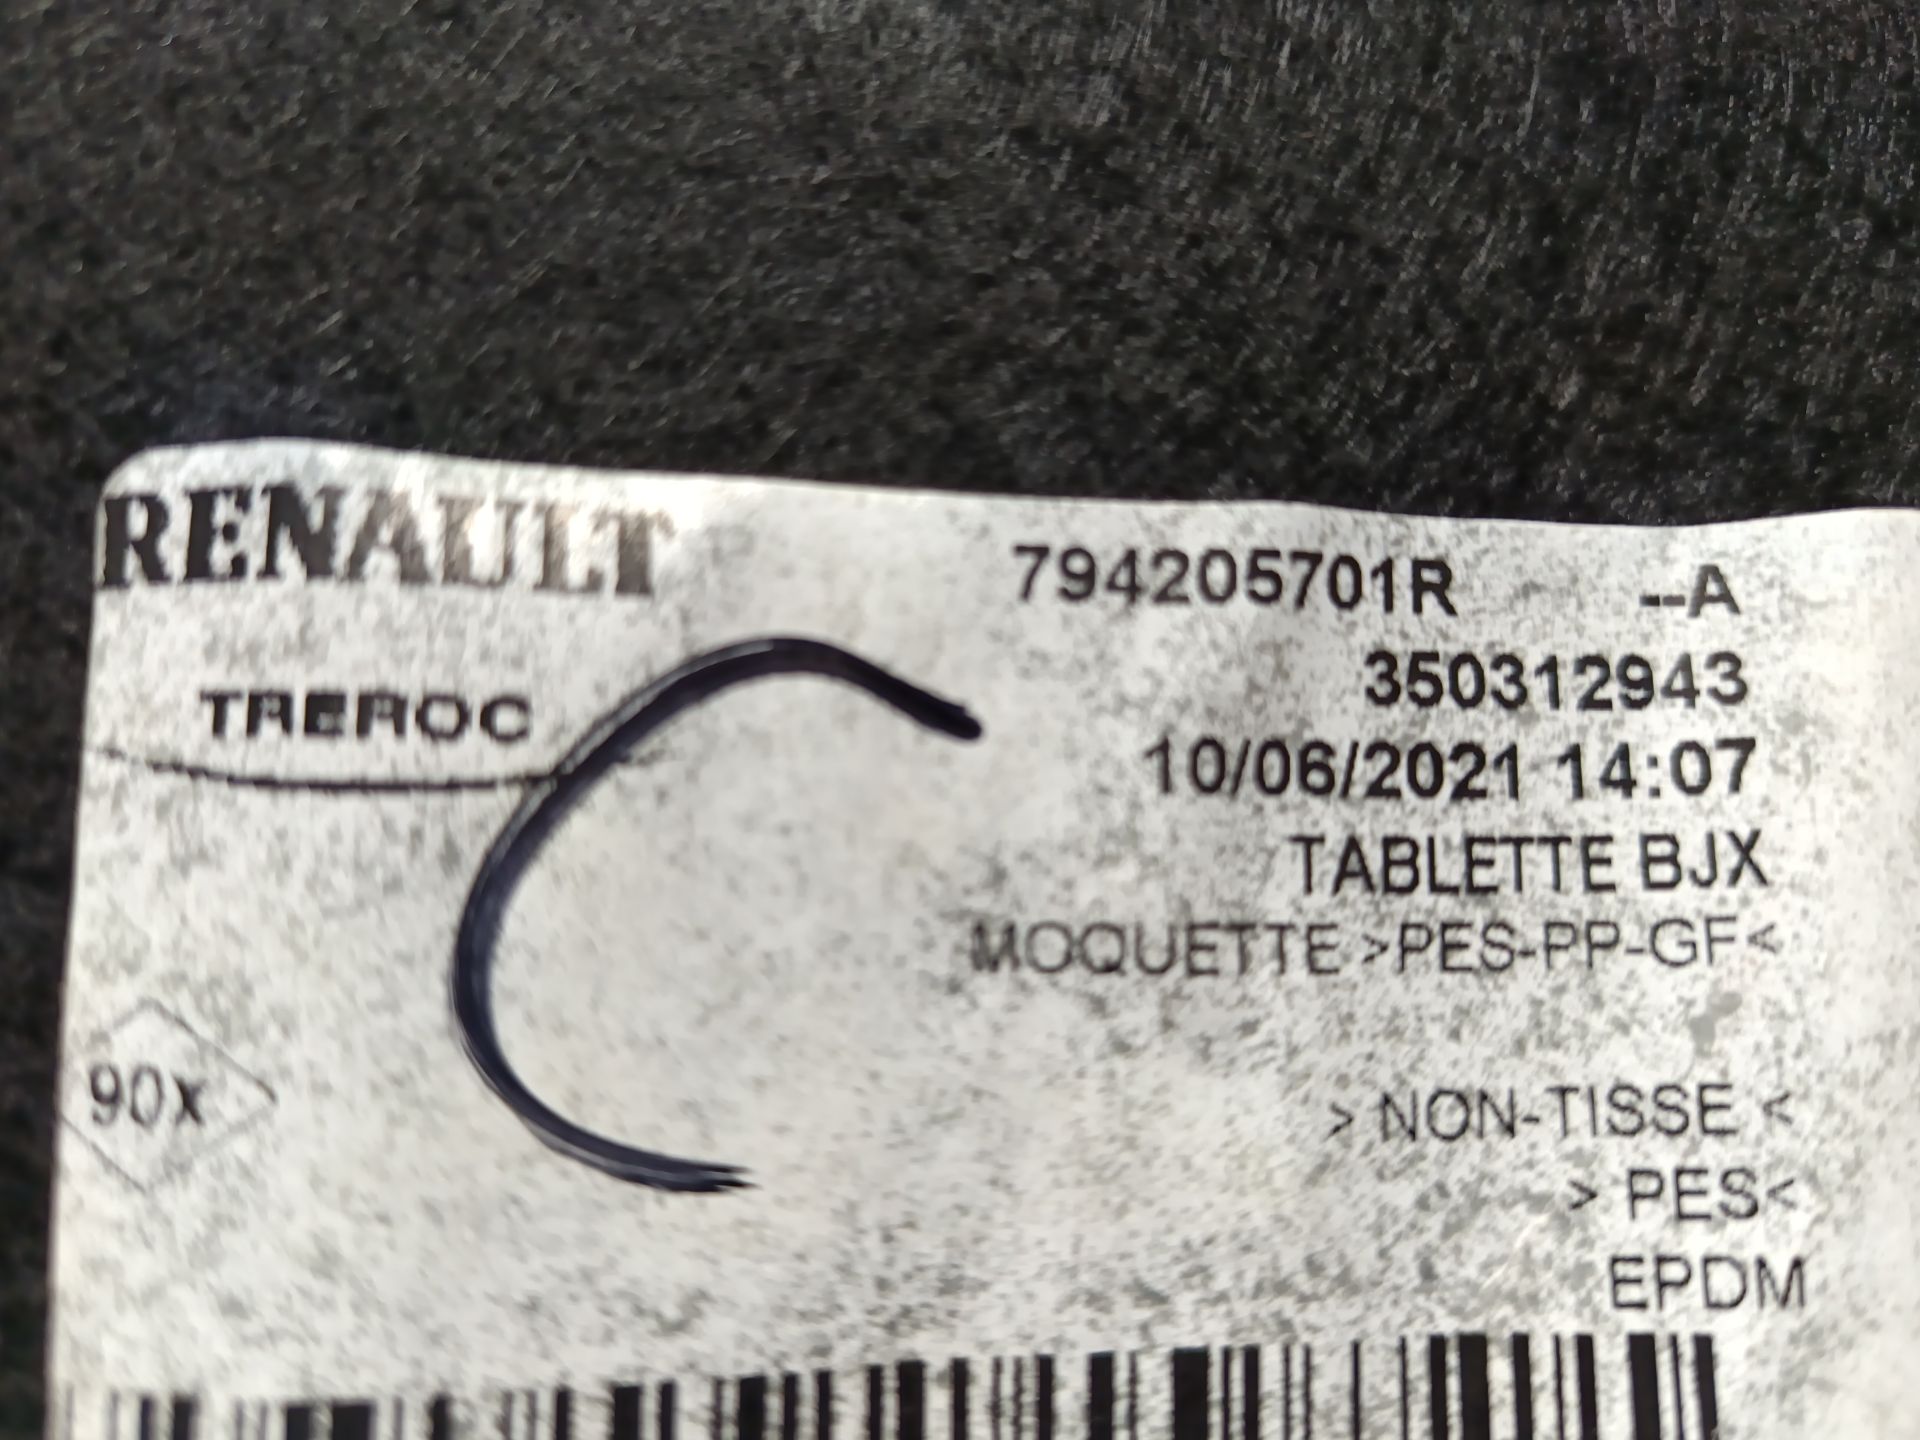 RENAULT
794205701R --A
TREROC
350312943
10/06/2021 14:07
TABLETTE BJX
MOQUETTE >PES-PP-GF<
90x
> NON-TISSE <
> PES<
EPDM
C